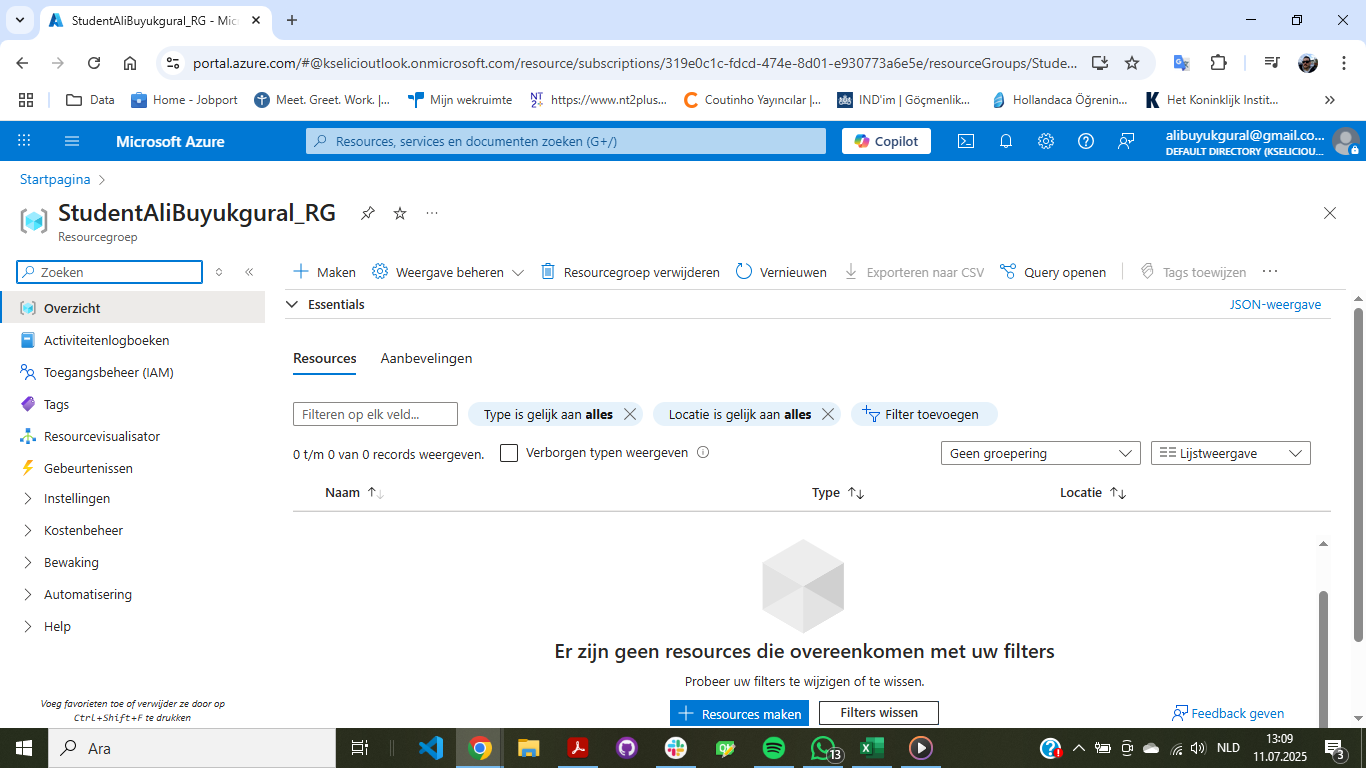 StudentAliBuyukgural_RG - Micr
portal.azure.com/#@kselicioutlook.onmicrosoft.com/resource/subscriptions/319e0c1c-fdcd-474e-8d01-e930773a6e5e/resourceGroups/Stude...
Data
Home - Jobport
Meet. Greet. Work. |...
Mijn wekruimte
NT2+
https://www.nt2plus...
Coutinho Yayıncılar |...
IND'im | Göçmenlik...
Hollandaca Öğrenin...
Het Koninklijk Instit...
Microsoft Azure
Resources, services en documenten zoeken (G+/)
Copilot
alibuyukgural@gmail.co...
DEFAULT DIRECTORY (KSELICIOU...
Startpagina
StudentAliBuyukgural_RG
Resourcegroep
Zoeken
Maken
Weergave beheren
Resourcegroep verwijderen
Vernieuwen
Exporteren naar CSV
Query openen
Tags toewijzen
Overzicht
Activiteitenlogboeken
Toegangsbeheer (IAM)
Tags
Resourcevisualisator
Gebeurtenissen
Instellingen
Kostenbeheer
Bewaking
Automatisering
Help
Voeg favorieten toe of verwijder ze door op
Ctrl+Shift+F te drukken
Essentials
JSON-weergave
Resources
Aanbevelingen
Filteren op elk veld...
Type is gelijk aan alles
Locatie is gelijk aan alles
Filter toevoegen
0 t/m 0 van 0 records weergeven.
Verborgen typen weergeven
Geen groepering
Lijstweergave
Naam
Type
Locatie
Er zijn geen resources die overeenkomen met uw filters
Probeer uw filters te wijzigen of te wissen.
Resources maken
Filters wissen
Feedback geven
Ara
13
NLD
13:09
11.07.2025
3